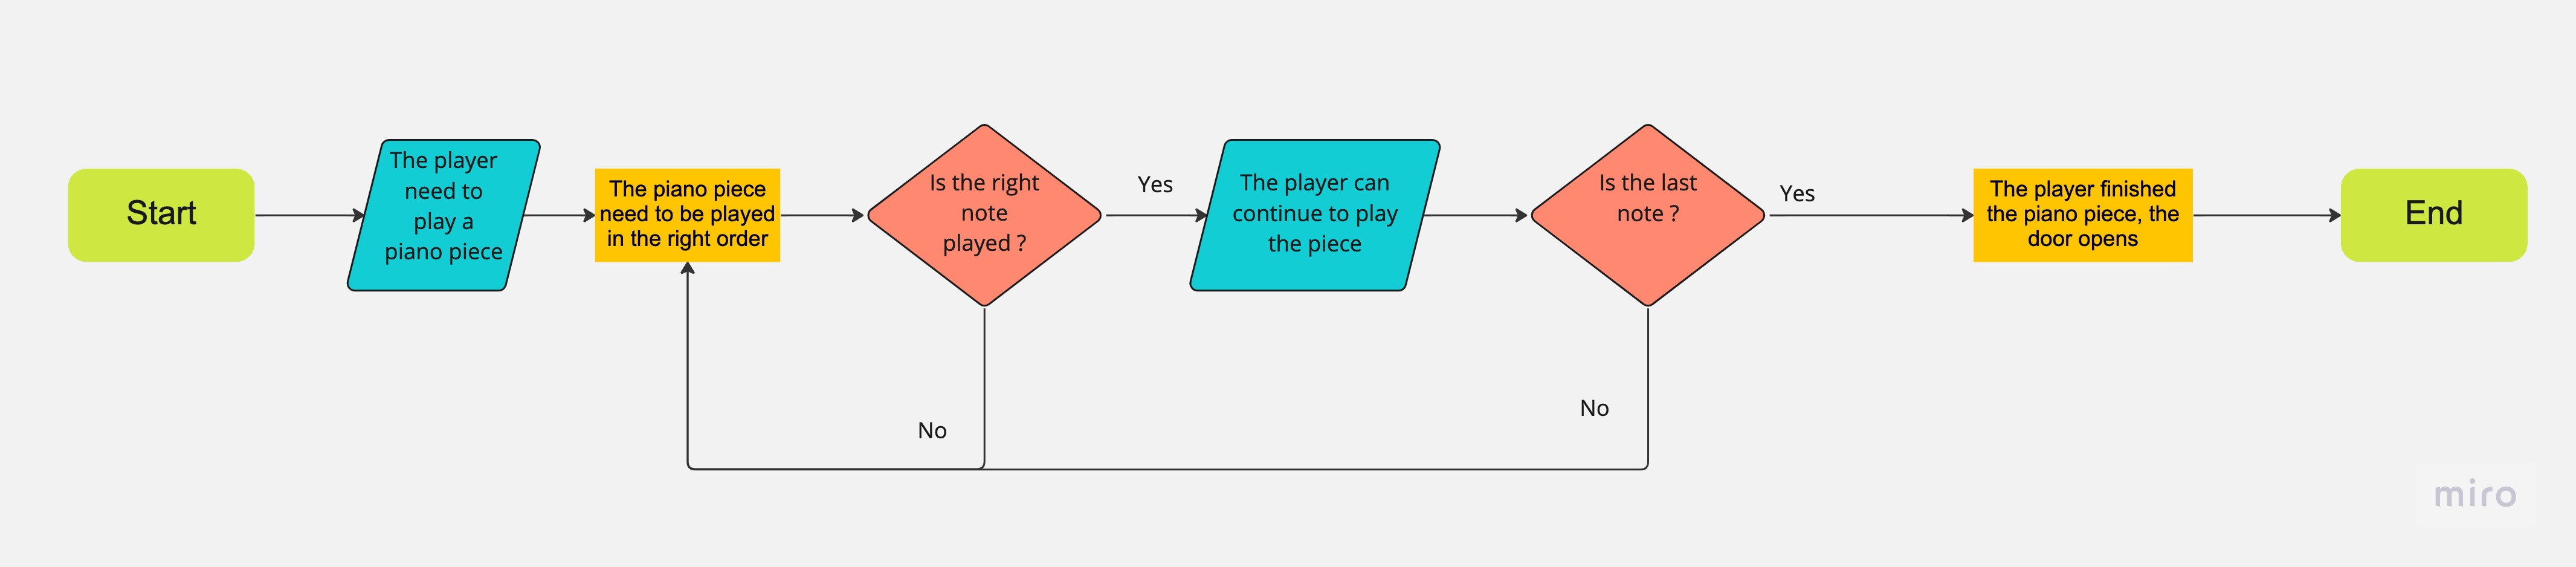 Start
The player
need to
play a
piano piece
The piano piece
need to be played
in the right order
Is the right
note
played ?
Yes
The player can
continue to play
the piece
Is the last
note ?
Yes
The player finished
the piano piece, the
door opens
End
No
No
miro